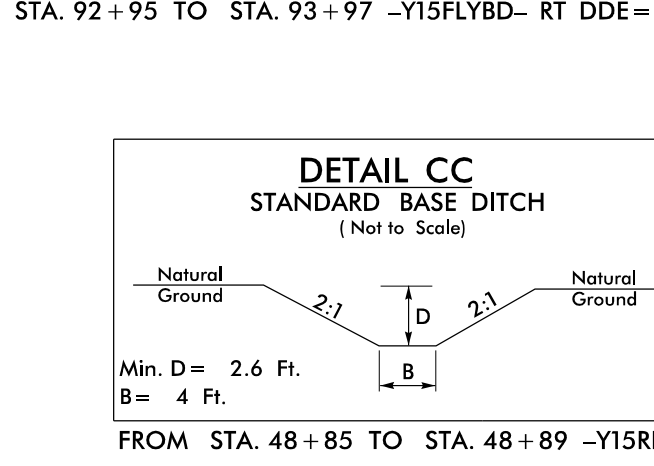 STA. 92+95 TO STA. 93+97 -Y15FLYBD- RT DDE=
DETAIL CC
STANDARD BASE DITCH
( Not to Scale)
Natural
Ground
2:1
D
2:1
Natural
Ground
Min. D= 2.6 Ft.
B
B= 4 Ft.
FROM STA. 48+85 TO STA. 48+89